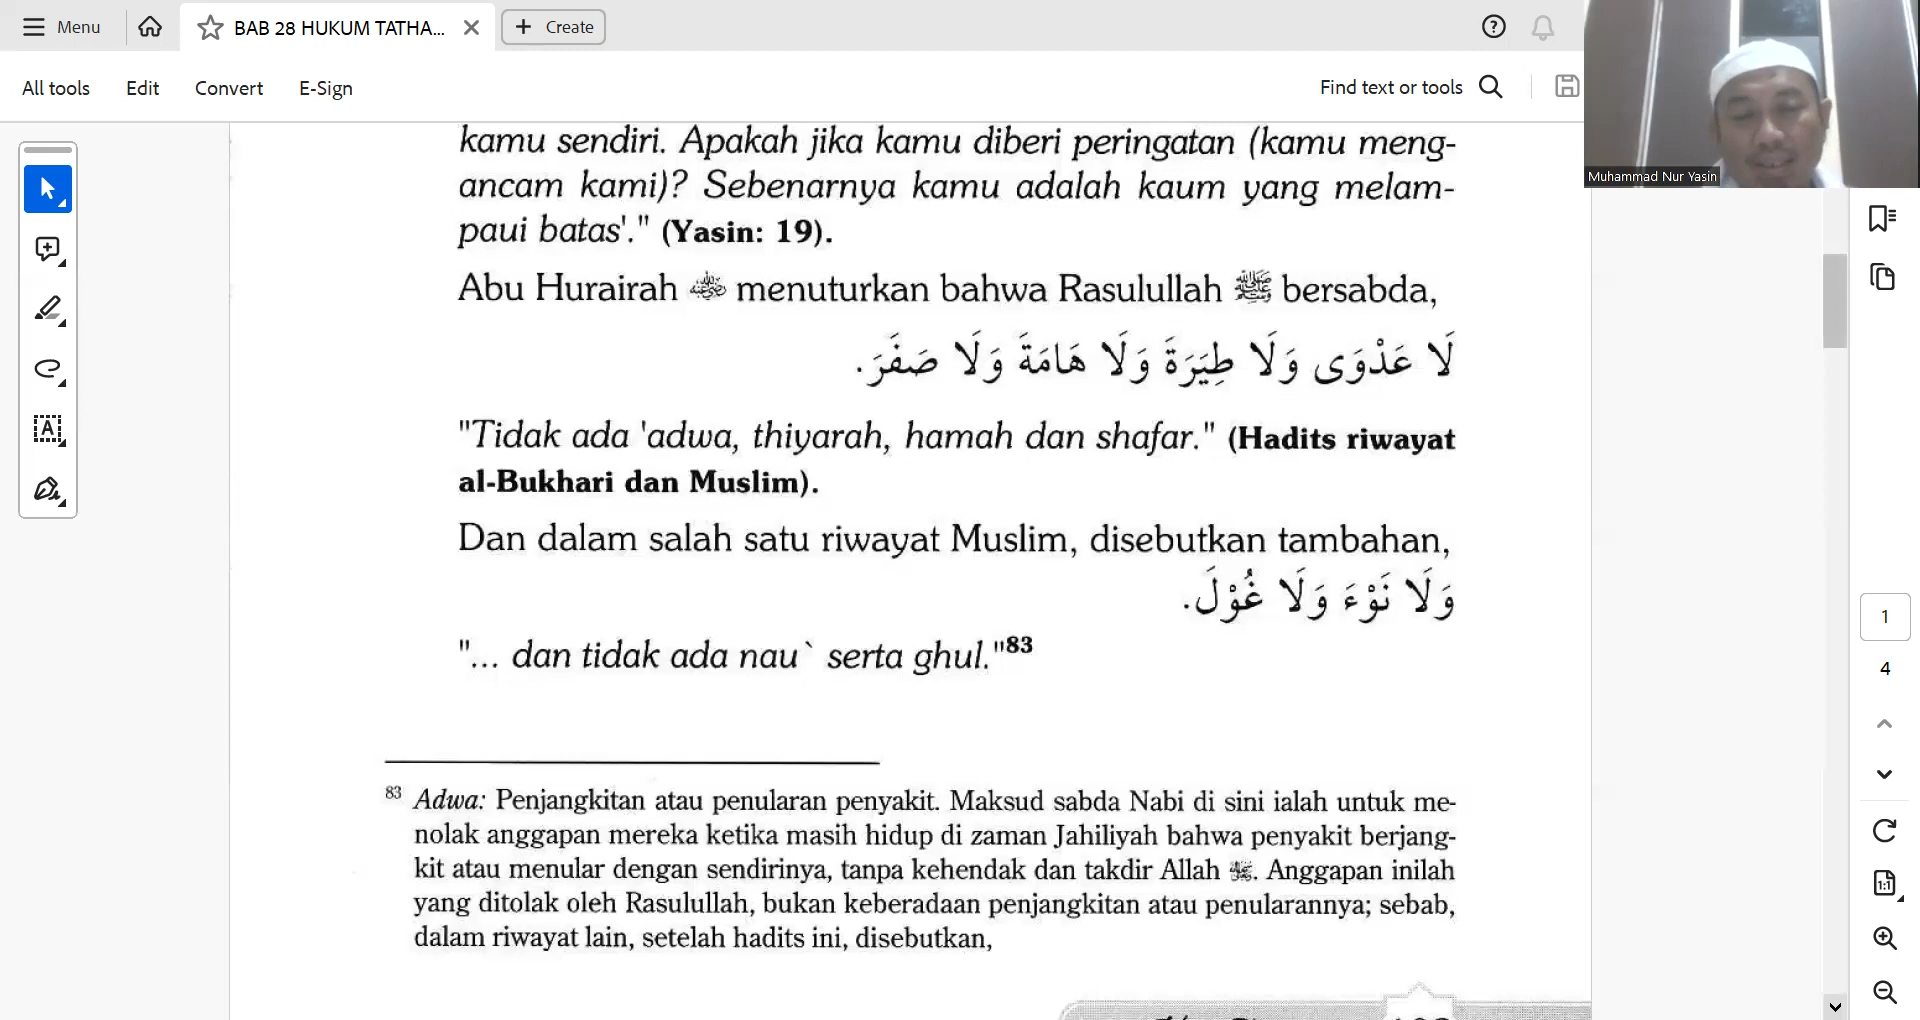 Menu
BAB 28 HUKUM TATHA...
Create
All tools
Edit
Convert
E-Sign
Find text or tools
Muhammad Nur Yasin
kamu sendiri. Apakah jika kamu diberi peringatan (kamu meng-
ancam kami)? Sebenarnya kamu adalah kaum yang melam-
paui batas'." (Yasin: 19).
Abu Hurairah ؓ menuturkan bahwa Rasulullah ﷺ bersabda,
لَا عَدْوَى وَلَا طِيَرَةَ وَلَا هَامَةَ وَلَا صَفَرَ.
"Tidak ada 'adwa, thiyarah, hamah dan shafar." (Hadits riwayat
al-Bukhari dan Muslim).
Dan dalam salah satu riwayat Muslim, disebutkan tambahan,
وَلَا نَوْءَ وَلَا غُوْلَ.
"... dan tidak ada nau` serta ghul."83
83 Adwa: Penjangkitan atau penularan penyakit. Maksud sabda Nabi di sini ialah untuk me-
nolak anggapan mereka ketika masih hidup di zaman Jahiliyah bahwa penyakit berjang-
kit atau menular dengan sendirinya, tanpa kehendak dan takdir Allah. Anggapan inilah
yang ditolak oleh Rasulullah, bukan keberadaan penjangkitan atau penularannya; sebab,
dalam riwayat lain, setelah hadits ini, disebutkan,
1
4
1:1